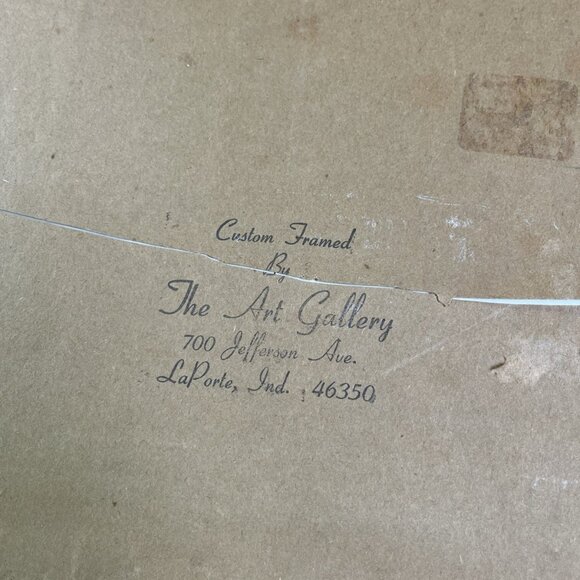 Custom Framed
By
The Art Gallery
700 Jefferson Ave.
LaPorte, Ind. 46350